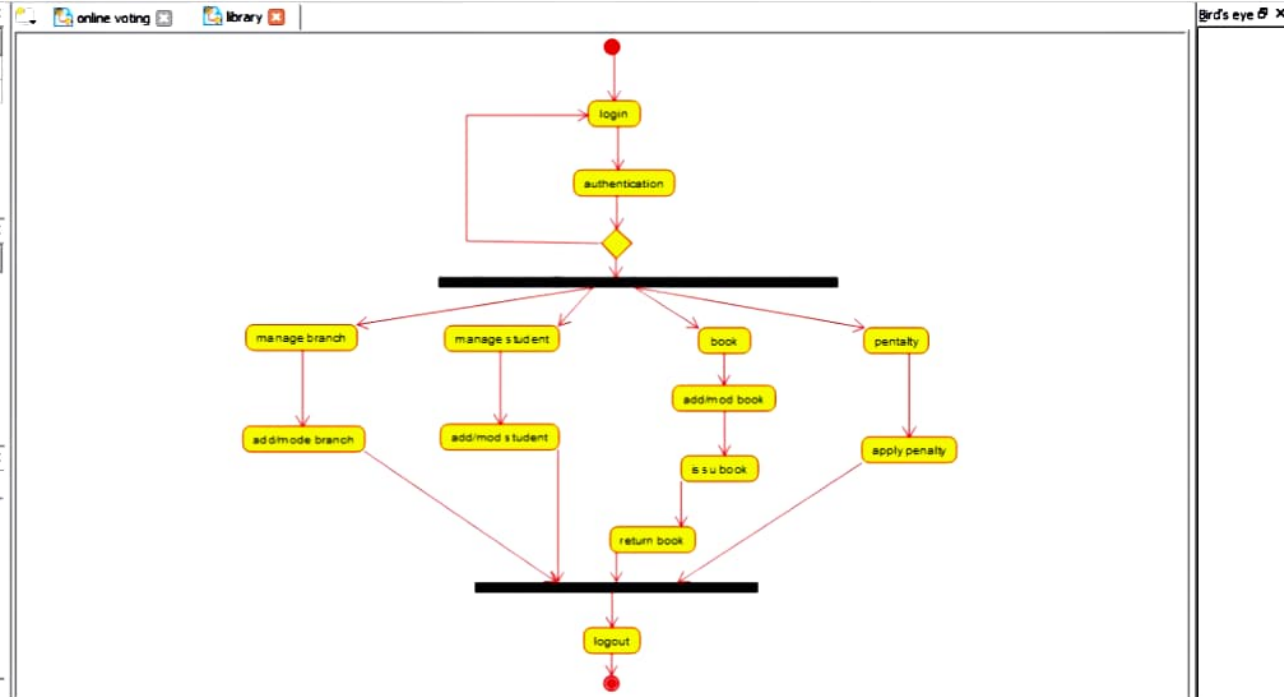 online voting
library
Bird's eye
login
authentication
manage branch
manage student
book
pentalty
add/mod book
add/mode branch
add/mod student
apply penalty
issu book
return book
logout